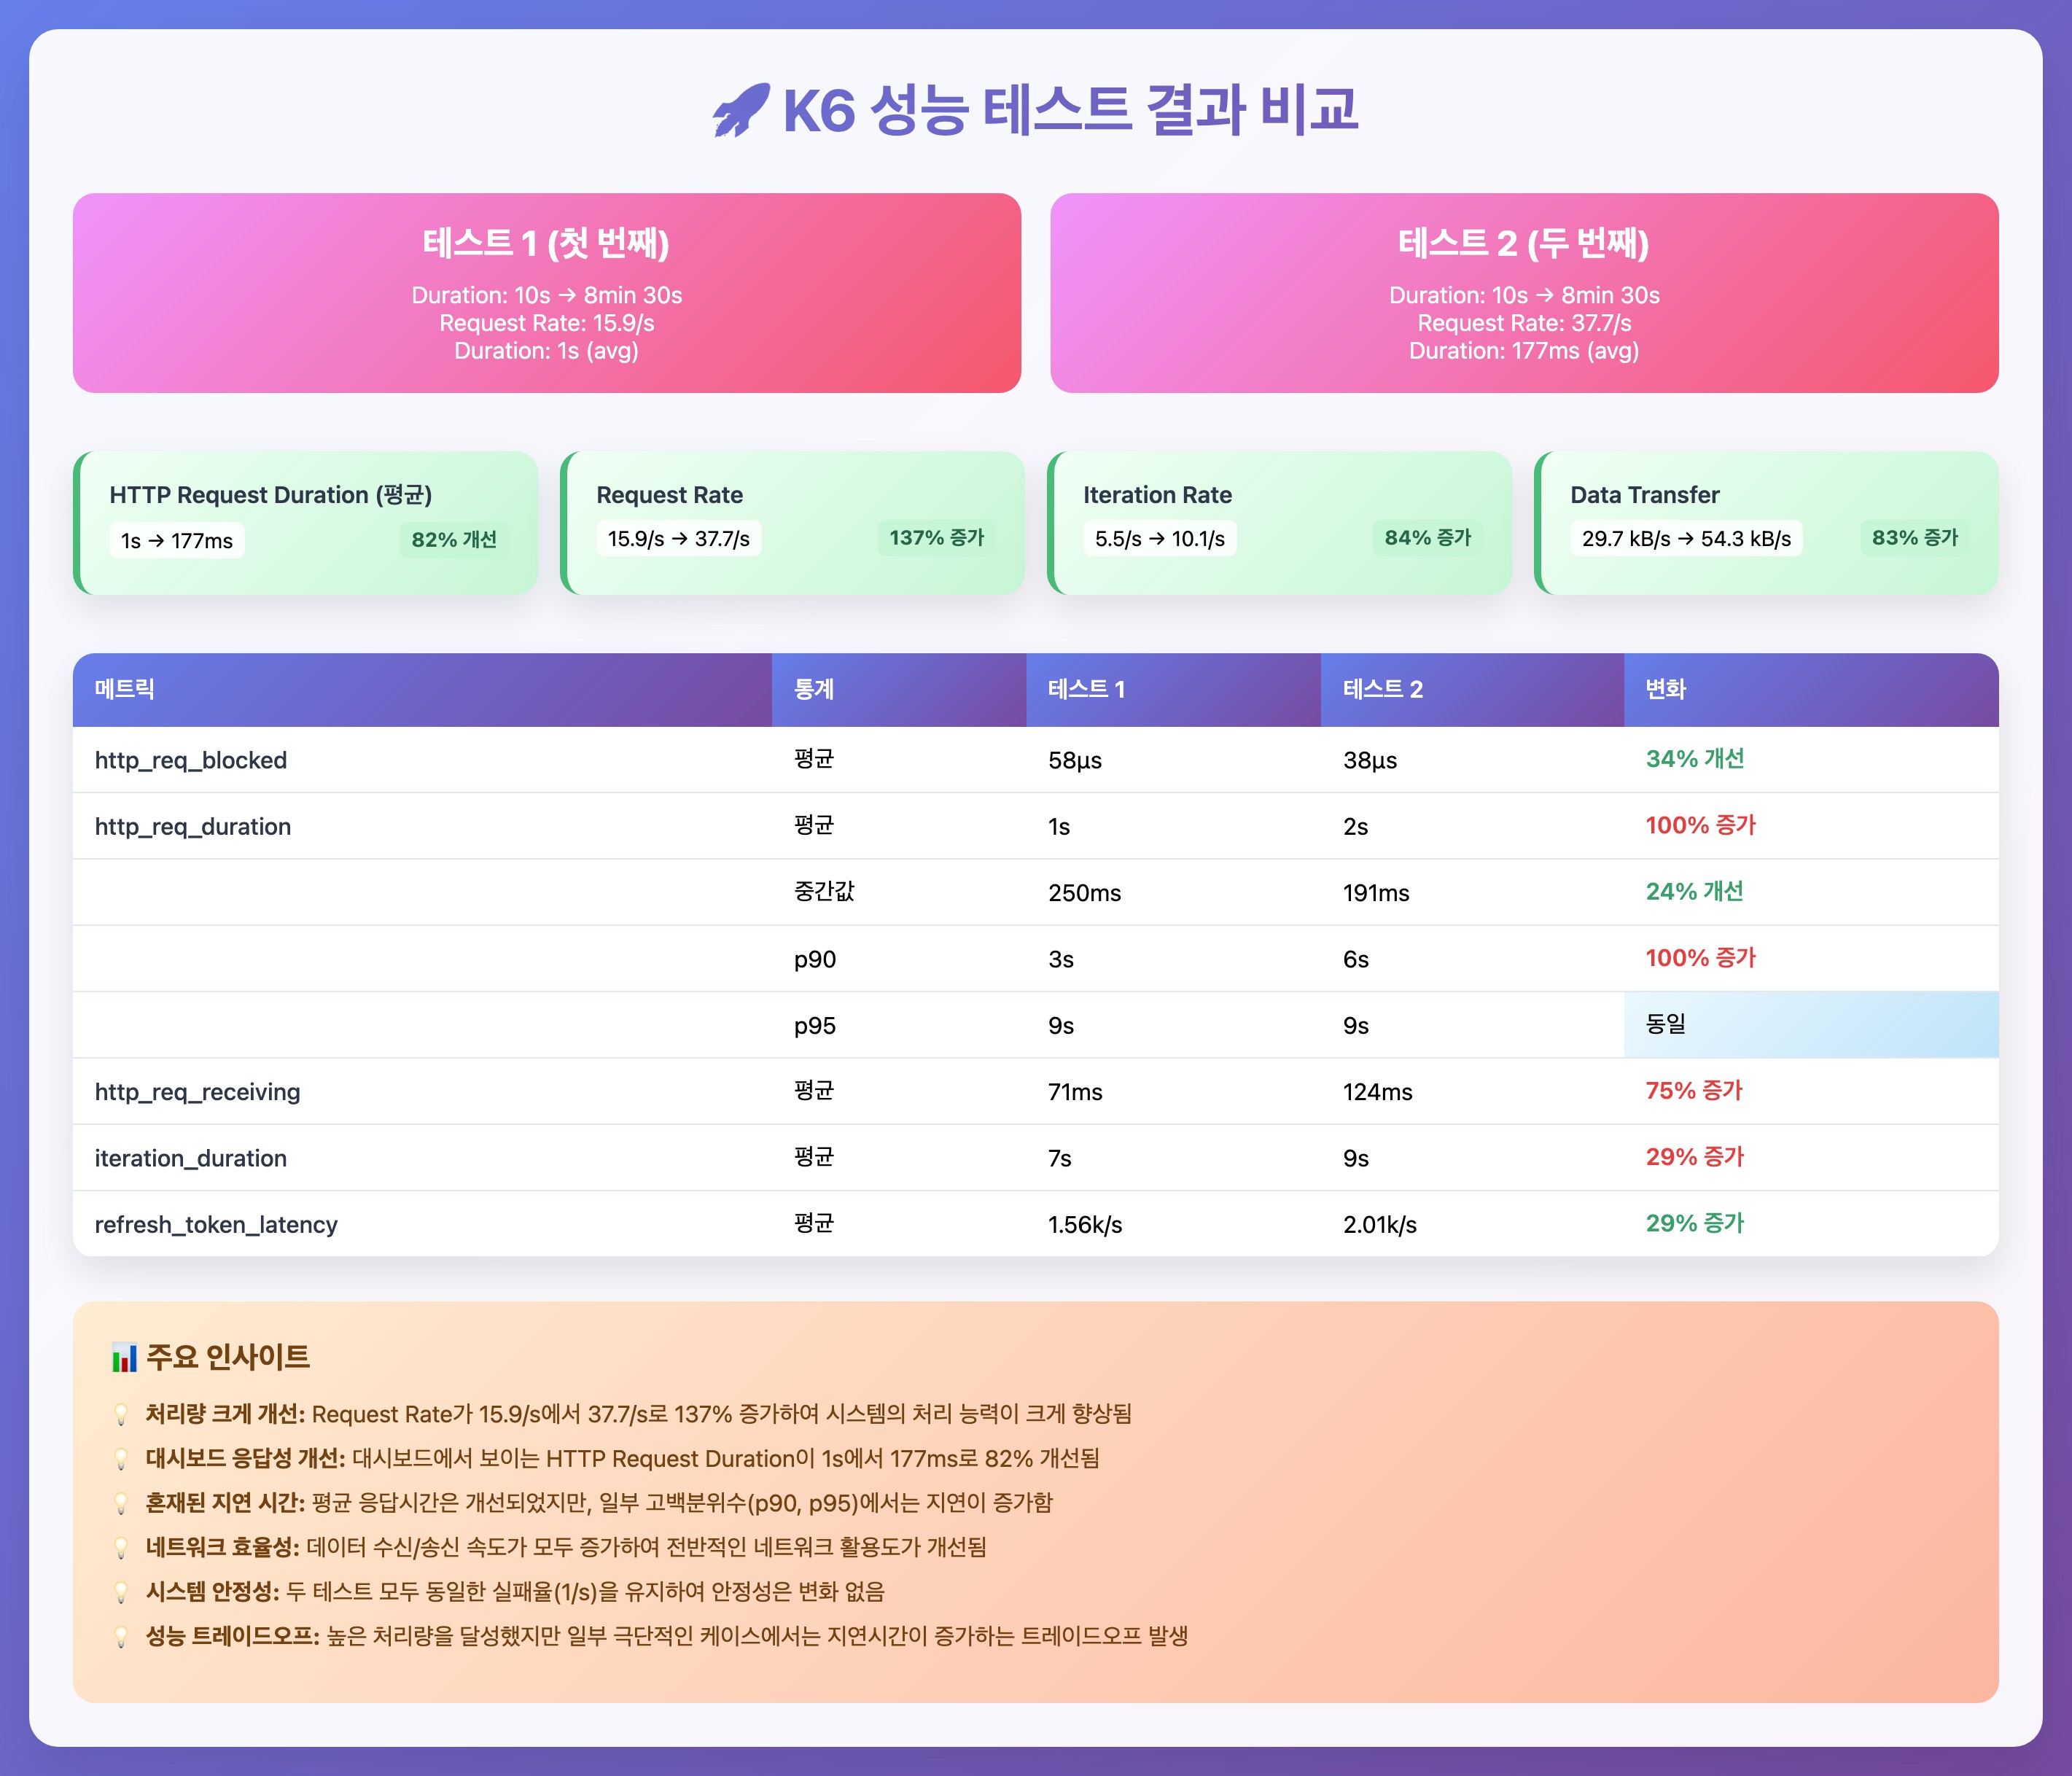 🚀 K6 성능 테스트 결과 비교
테스트 1 (첫 번째)
Duration: 10s → 8min 30s
Request Rate: 15.9/s
Duration: 1s (avg)
테스트 2 (두 번째)
Duration: 10s → 8min 30s
Request Rate: 37.7/s
Duration: 177ms (avg)
HTTP Request Duration (평균)
1s → 177ms 82% 개선
Request Rate
15.9/s → 37.7/s 137% 증가
Iteration Rate
5.5/s → 10.1/s 84% 증가
Data Transfer
29.7 kB/s → 54.3 kB/s 83% 증가
메트릭 통계 테스트 1 테스트 2 변화
http_req_blocked 평균 58μs 38μs 34% 개선
http_req_duration 평균 1s 2s 100% 증가
중간값 250ms 191ms 24% 개선
p90 3s 6s 100% 증가
p95 9s 9s 동일
http_req_receiving 평균 71ms 124ms 75% 증가
iteration_duration 평균 7s 9s 29% 증가
refresh_token_latency 평균 1.56k/s 2.01k/s 29% 증가
📊 주요 인사이트
💡 처리량 크게 개선: Request Rate가 15.9/s에서 37.7/s로 137% 증가하여 시스템의 처리 능력이 크게 향상됨
💡 대시보드 응답성 개선: 대시보드에서 보이는 HTTP Request Duration이 1s에서 177ms로 82% 개선됨
💡 혼재된 지연 시간: 평균 응답시간은 개선되었지만, 일부 고백분위수(p90, p95)에서는 지연이 증가함
💡 네트워크 효율성: 데이터 수신/송신 속도가 모두 증가하여 전반적인 네트워크 활용도가 개선됨
💡 시스템 안정성: 두 테스트 모두 동일한 실패율(1/s)을 유지하여 안정성은 변화 없음
💡 성능 트레이드오프: 높은 처리량을 달성했지만 일부 극단적인 케이스에서는 지연시간이 증가하는 트레이드오프 발생